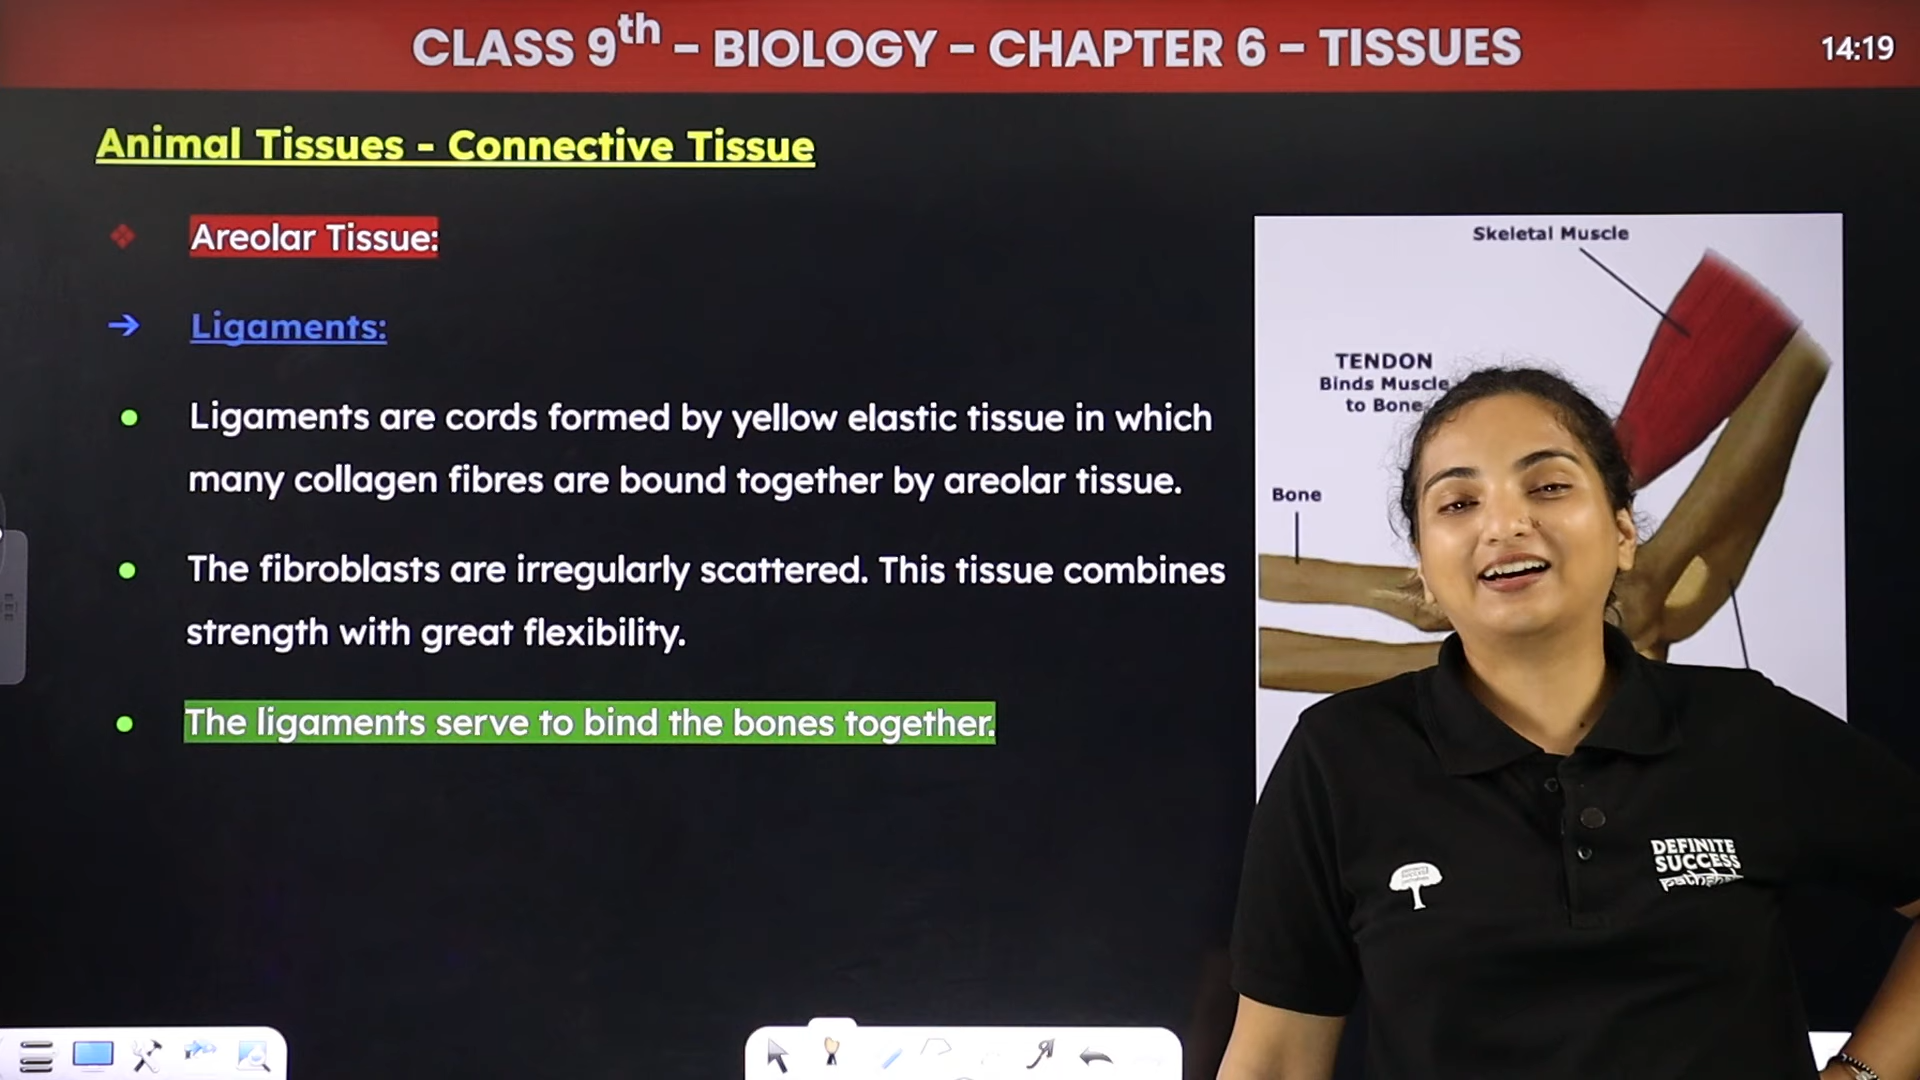 CLASS 9th – BIOLOGY – CHAPTER 6 – TISSUES
14:19
Animal Tissues - Connective Tissue
Areolar Tissue:
Ligaments:
Ligaments are cords formed by yellow elastic tissue in which
many collagen fibres are bound together by areolar tissue.
The fibroblasts are irregularly scattered. This tissue combines
strength with great flexibility.
The ligaments serve to bind the bones together.
Skeletal Muscle
TENDON
Binds Muscle
to Bone
Bone
DEFINITE
SUCCESS